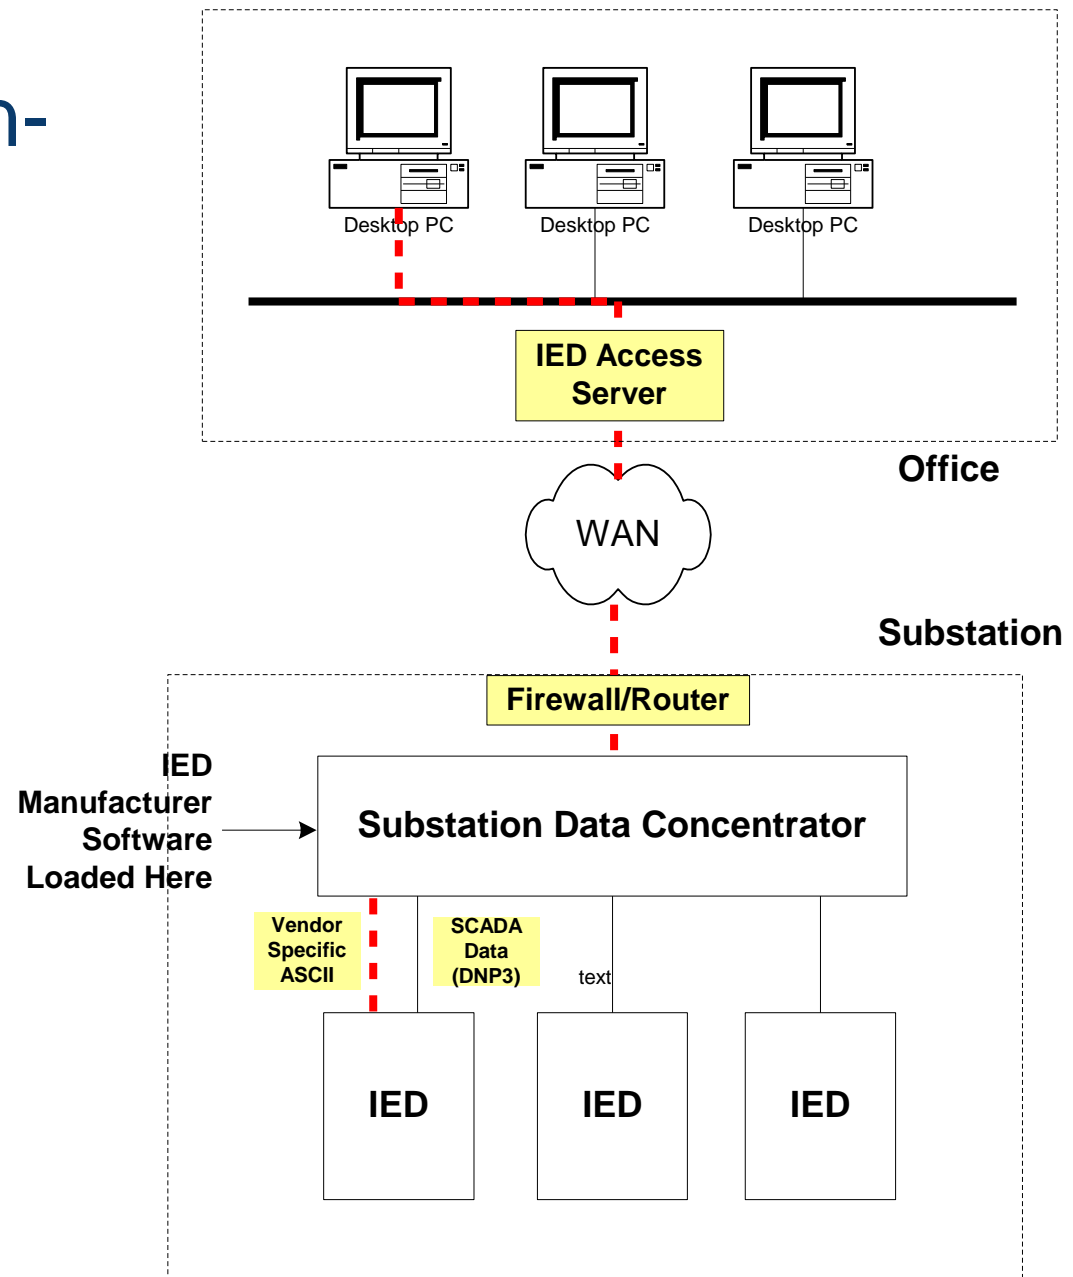 n-
Desktop PC
Desktop PC
Desktop PC
IED Access
Server
Office
WAN
Substation
Firewall/Router
IED
Manufacturer
Software
Loaded Here
Substation Data Concentrator
Vendor
Specific
ASCII
SCADA
Data
(DNP3)
text
IED
IED
IED